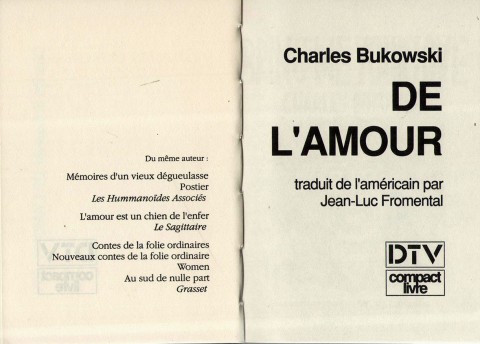 Du même auteur :
Mémoires d'un vieux dégueulasse
Postier
Les Hummanoïdes Associés
L'amour est un chien de l'enfer
Le Sagittaire
Contes de la folie ordinaires
Nouveaux contes de la folie ordinaire
Women
Au sud de nulle part
Grasset
Charles Bukowski
DE
L'AMOUR
traduit de l'américain par
Jean-Luc Fromental
DTV
compact
livre